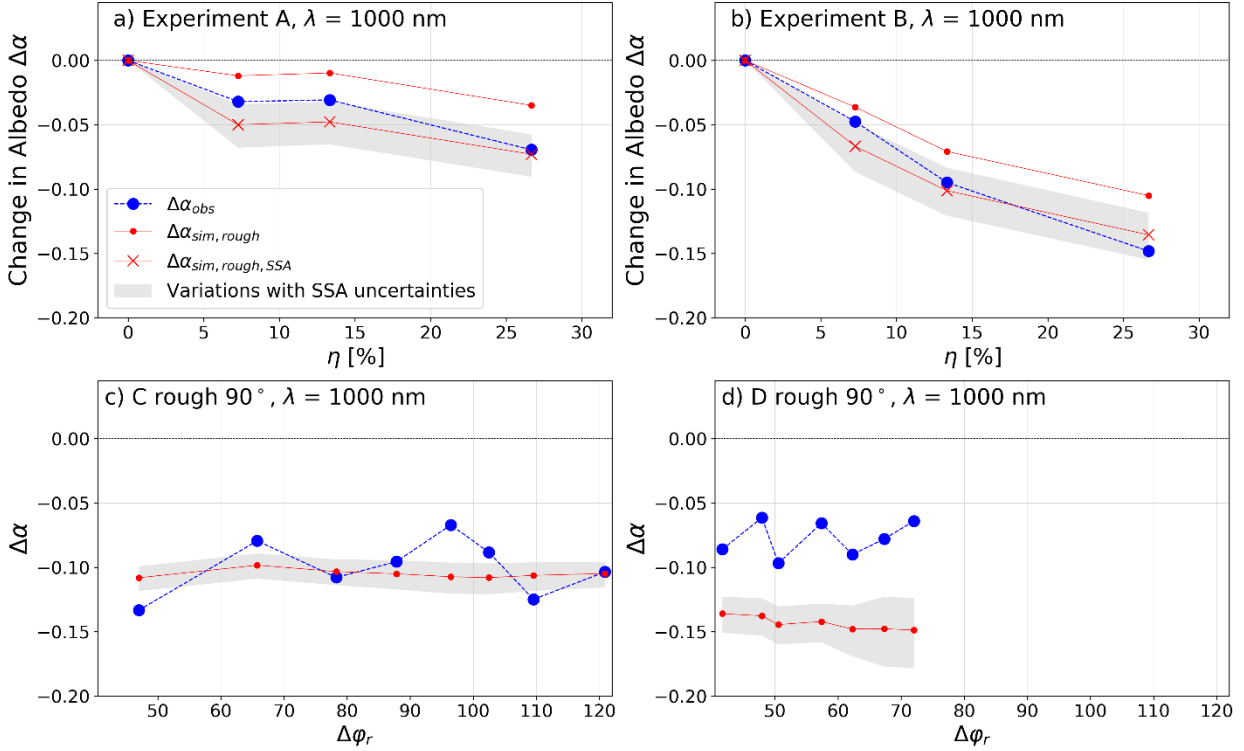 a) Experiment A, λ = 1000 nm
Change in Albedo Δα
0.00
−0.05
−0.10
−0.15
−0.20
Δα_obs
Δα_sim, rough
Δα_sim, rough, SSA
Variations with SSA uncertainties
0 5 10 15 20 25 30
η [%]
b) Experiment B, λ = 1000 nm
Change in Albedo Δα
0.00
−0.05
−0.10
−0.15
−0.20
0 5 10 15 20 25 30
η [%]
c) C rough 90°, λ = 1000 nm
Δα
0.00
−0.05
−0.10
−0.15
−0.20
50 60 70 80 90 100 110 120
Δφr
d) D rough 90°, λ = 1000 nm
Δα
0.00
−0.05
−0.10
−0.15
−0.20
50 60 70 80 90 100 110 120
Δφr